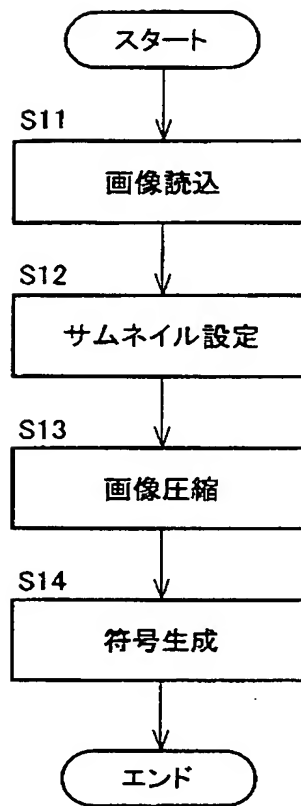 スタート
S11
画像読込
S12
サムネイル設定
S13
画像圧縮
S14
符号生成
エンド